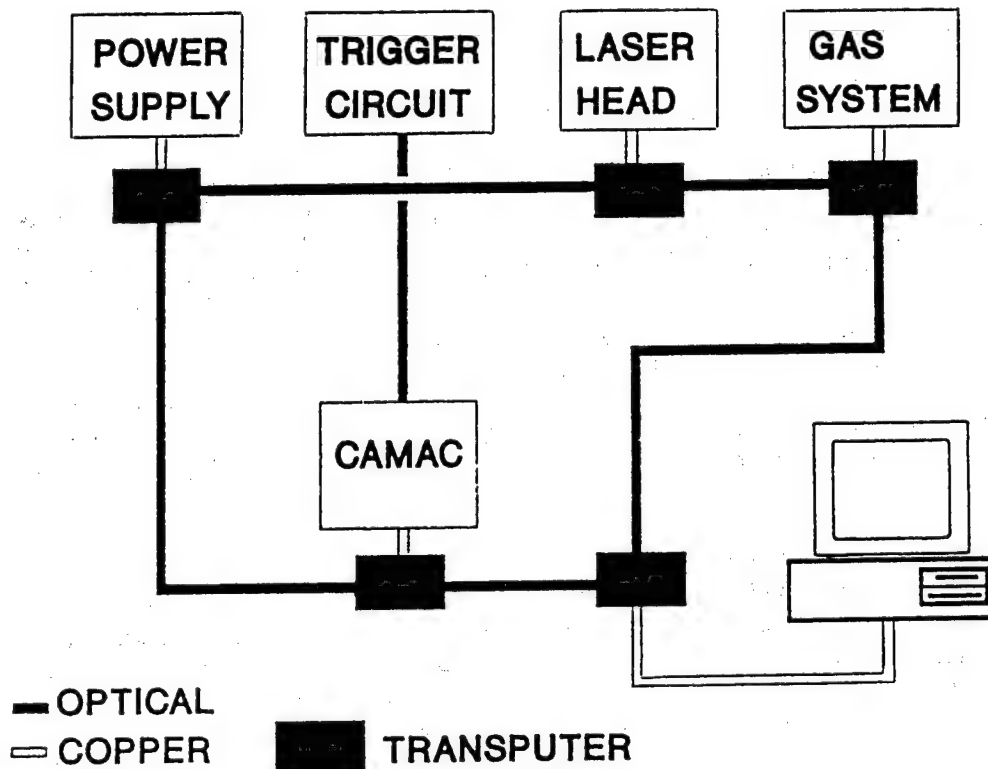 POWER
SUPPLY
TRIGGER
CIRCUIT
LASER
HEAD
GAS
SYSTEM
CAMAC
OPTICAL
COPPER
TRANSPUTER